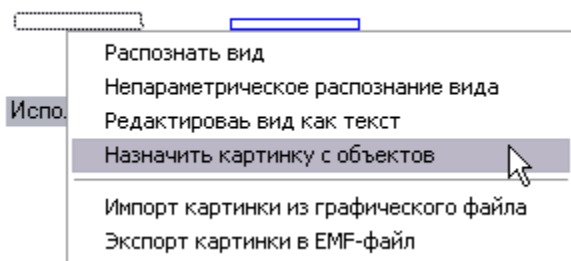 Распознать вид
Непараметрическое распознание вида
Испо.
Редактироваь вид как текст
Назначить картинку с объектов
Импорт картинки из графического файла
Экспорт картинки в EMF-файл